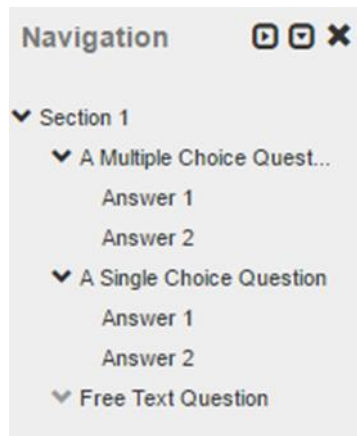 Navigation
Section 1
A Multiple Choice Quest...
Answer 1
Answer 2
A Single Choice Question
Answer 1
Answer 2
Free Text Question